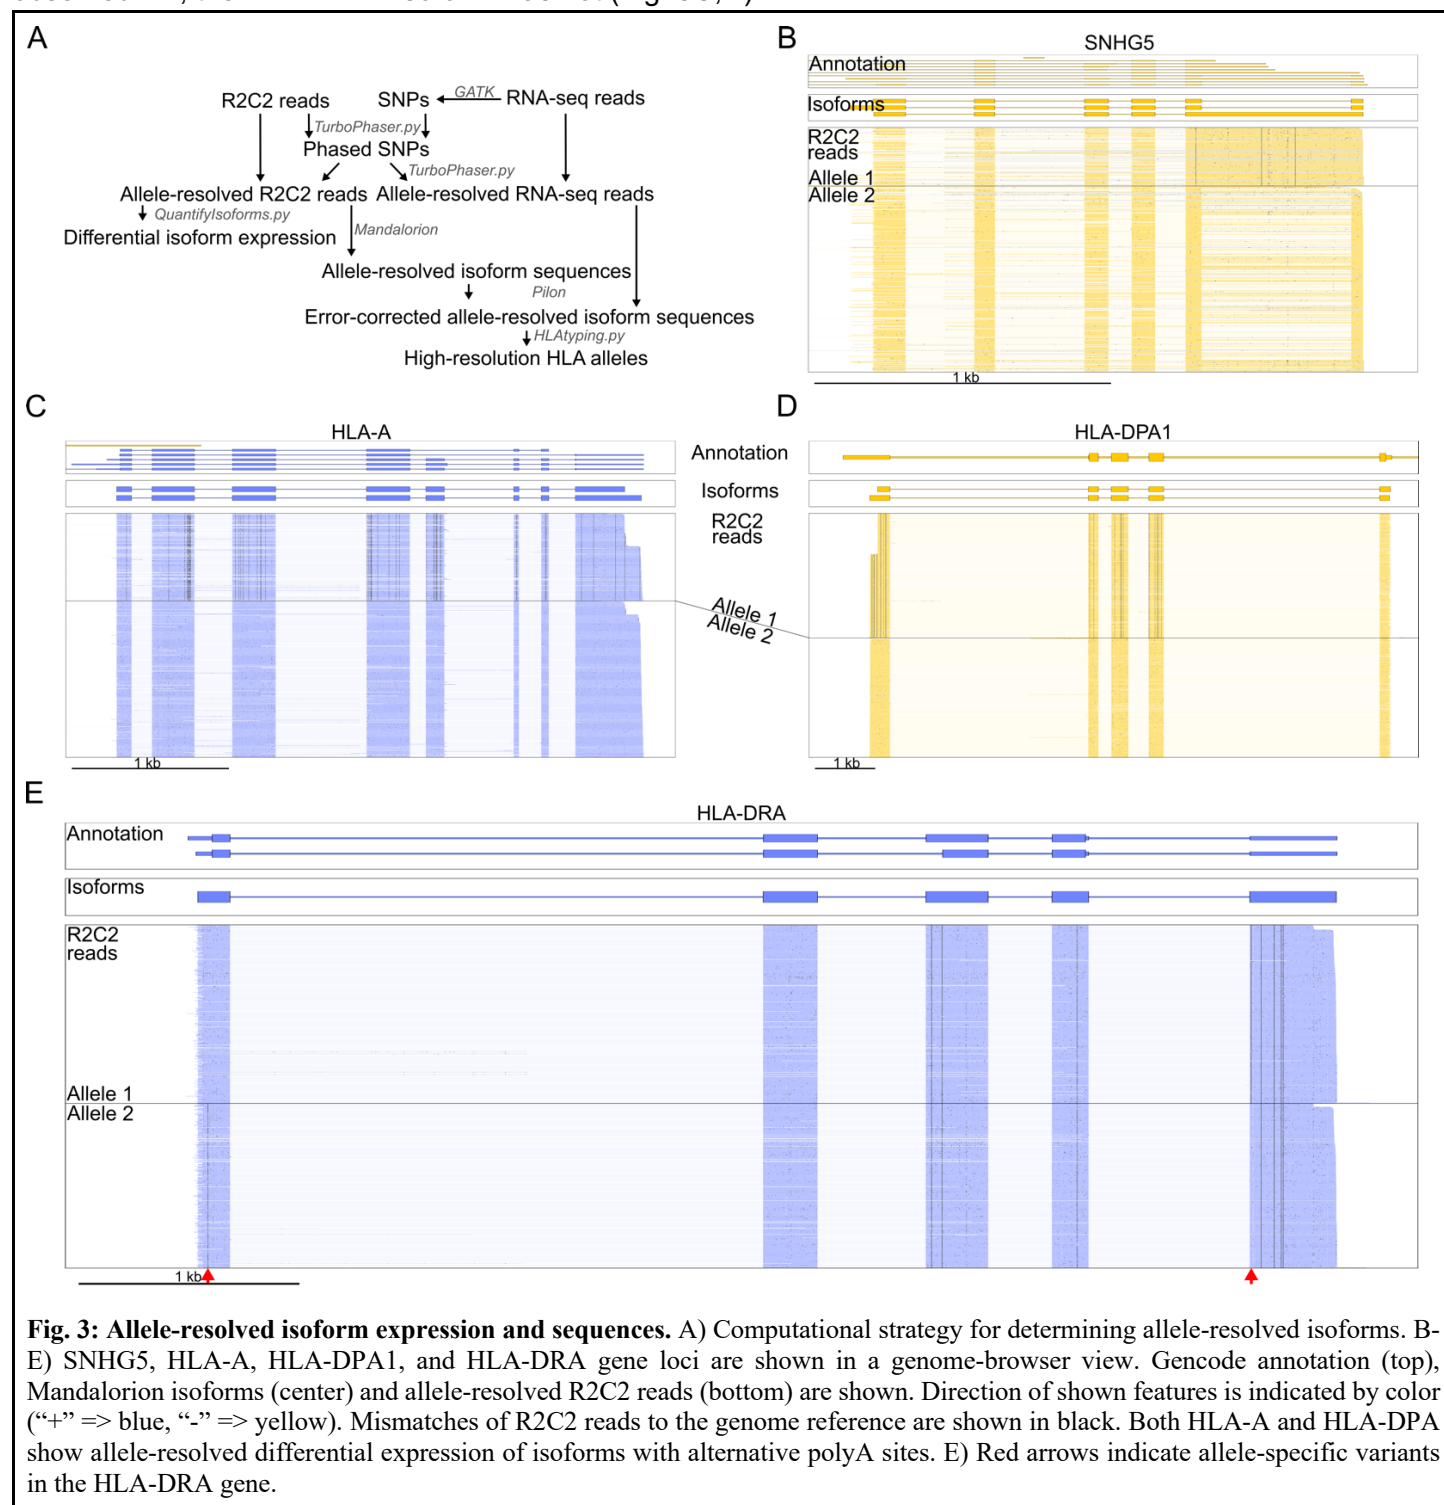 A
R2C2 reads
SNPs
GATK
RNA-seq reads
TurboPhaser.py
Phased SNPs
TurboPhaser.py
Allele-resolved R2C2 reads
Allele-resolved RNA-seq reads
QuantifyIsoforms.py
Differential isoform expression
Mandalorion
Allele-resolved isoform sequences
Pilon
Error-corrected allele-resolved isoform sequences
HLAtyping.py
High-resolution HLA alleles
B
SNHG5
Annotation
Isoforms
R2C2
reads
Allele 1
Allele 2
1 kb
C
HLA-A
1 kb
D
HLA-DPA1
Annotation
Isoforms
R2C2
reads
Allele 1
Allele 2
1 kb
E
HLA-DRA
Annotation
Isoforms
R2C2
reads
Allele 1
Allele 2
1 kb
Fig. 3: Allele-resolved isoform expression and sequences. A) Computational strategy for determining allele-resolved isoforms. B-
E) SNHG5, HLA-A, HLA-DPA1, and HLA-DRA gene loci are shown in a genome-browser view. Gencode annotation (top),
Mandalorion isoforms (center) and allele-resolved R2C2 reads (bottom) are shown. Direction of shown features is indicated by color
(“+” => blue, “-” => yellow). Mismatches of R2C2 reads to the genome reference are shown in black. Both HLA-A and HLA-DPA
show allele-resolved differential expression of isoforms with alternative polyA sites. E) Red arrows indicate allele-specific variants
in the HLA-DRA gene.